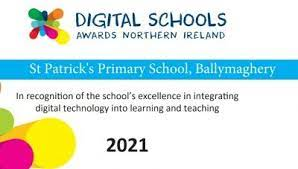 DIGITAL SCHOOLS
AWARDS NORTHERN IRELAND
St Patrick's Primary School, Ballymaghery
In recognition of the school's excellence in integrating
digital technology into learning and teaching
2021